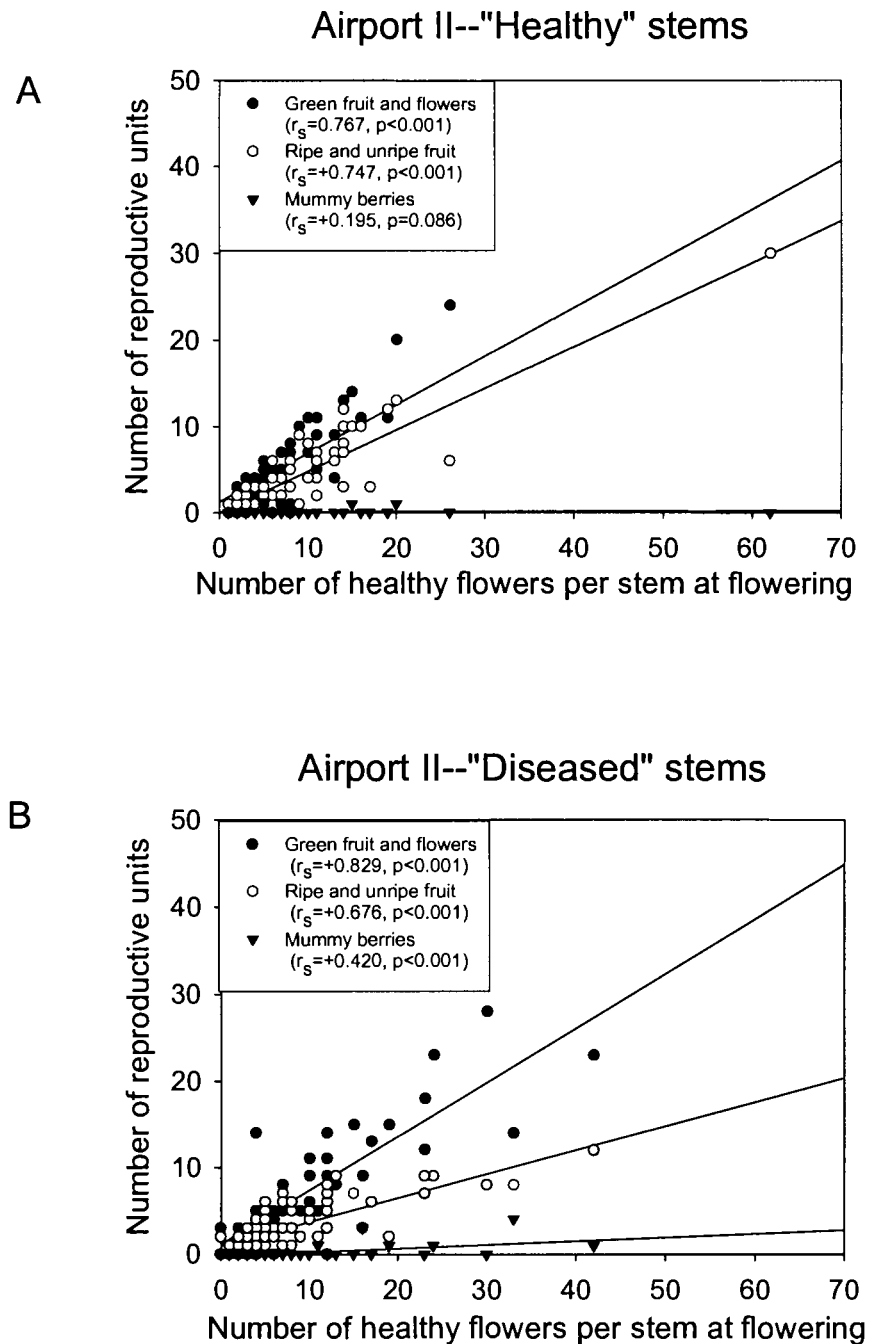 Airport II--"Healthy" stems
A
50
40
30
20
10
0
Number of reproductive units
Green fruit and flowers
(rs=0.767, p<0.001)
Ripe and unripe fruit
(rs=+0.747, p<0.001)
Mummy berries
(rs=+0.195, p=0.086)
0 10 20 30 40 50 60 70
Number of healthy flowers per stem at flowering
Airport II--"Diseased" stems
B
50
40
30
20
10
0
Number of reproductive units
Green fruit and flowers
(rs=+0.829, p<0.001)
Ripe and unripe fruit
(rs=+0.676, p<0.001)
Mummy berries
(rs=+0.420, p<0.001)
0 10 20 30 40 50 60 70
Number of healthy flowers per stem at flowering